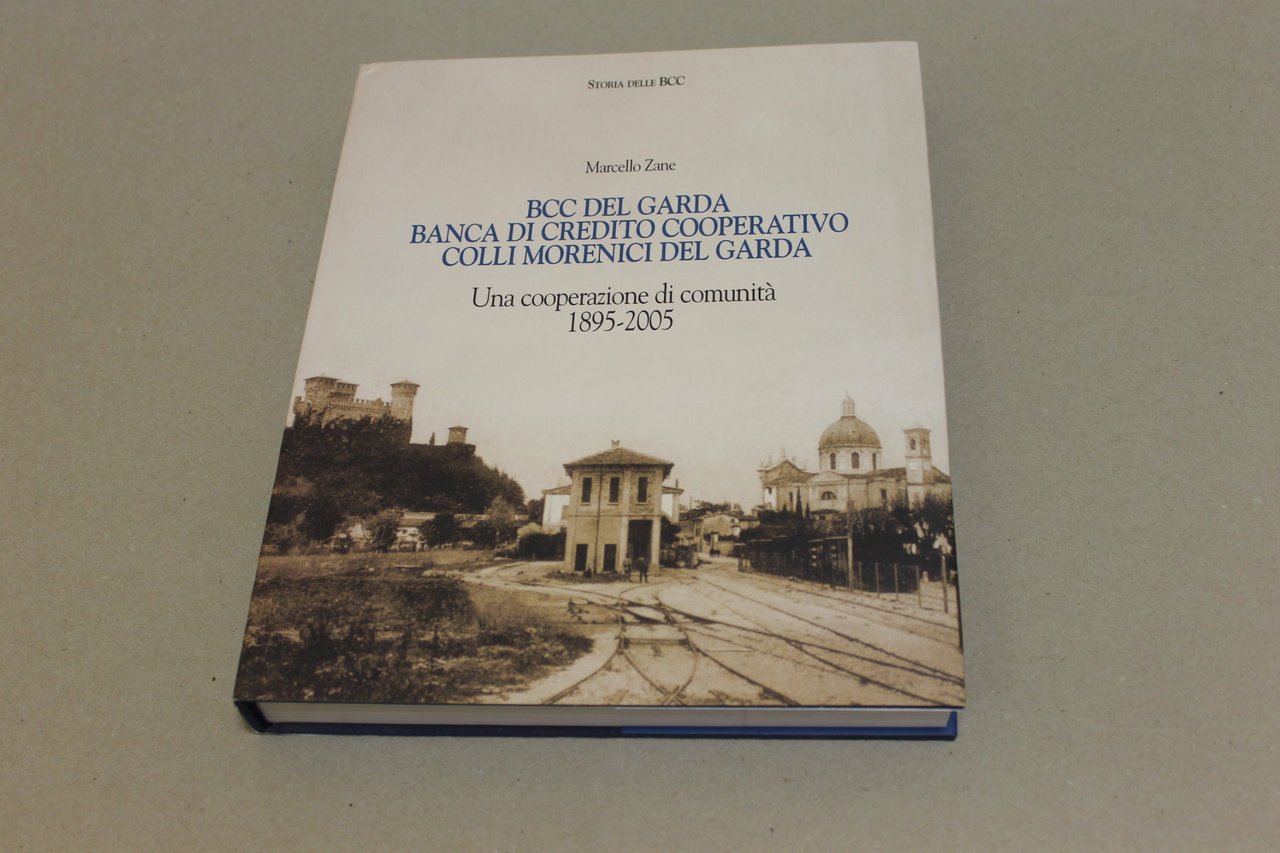 STORIA DELLE BCC
Marcello Zane
BCC DEL GARDA
BANCA DI CREDITO COOPERATIVO
COLLI MORENICI DEL GARDA
Una cooperazione di comunità
1895-2005